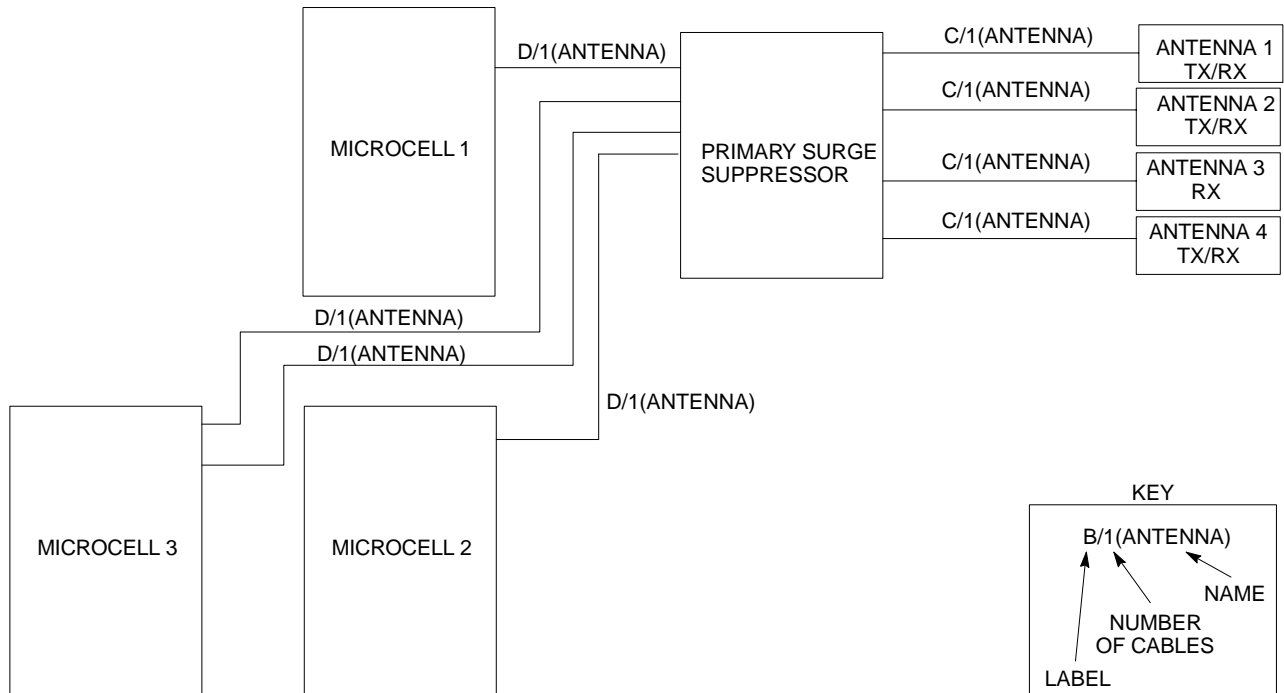 D/1(ANTENNA)
C/1(ANTENNA)
ANTENNA 1
TX/RX
C/1(ANTENNA)
ANTENNA 2
TX/RX
MICROCELL 1
PRIMARY SURGE
SUPPRESSOR
C/1(ANTENNA)
ANTENNA 3
RX
C/1(ANTENNA)
ANTENNA 4
TX/RX
D/1(ANTENNA)
D/1(ANTENNA)
D/1(ANTENNA)
MICROCELL 3
MICROCELL 2
KEY
B/1(ANTENNA)
NAME
NUMBER
OF CABLES
LABEL